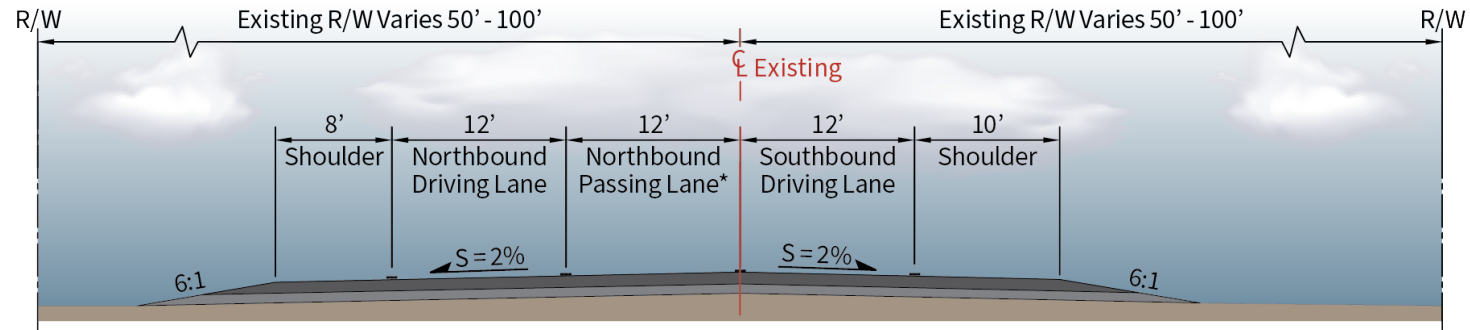 R/W
Existing R/W Varies 50’ - 100’
Existing R/W Varies 50’ - 100’
R/W
℄ Existing
8’
12’
12’
12’
10’
Shoulder
Northbound
Driving Lane
Northbound
Passing Lane*
Southbound
Driving Lane
Shoulder
6:1
S = 2%
S = 2%
6:1